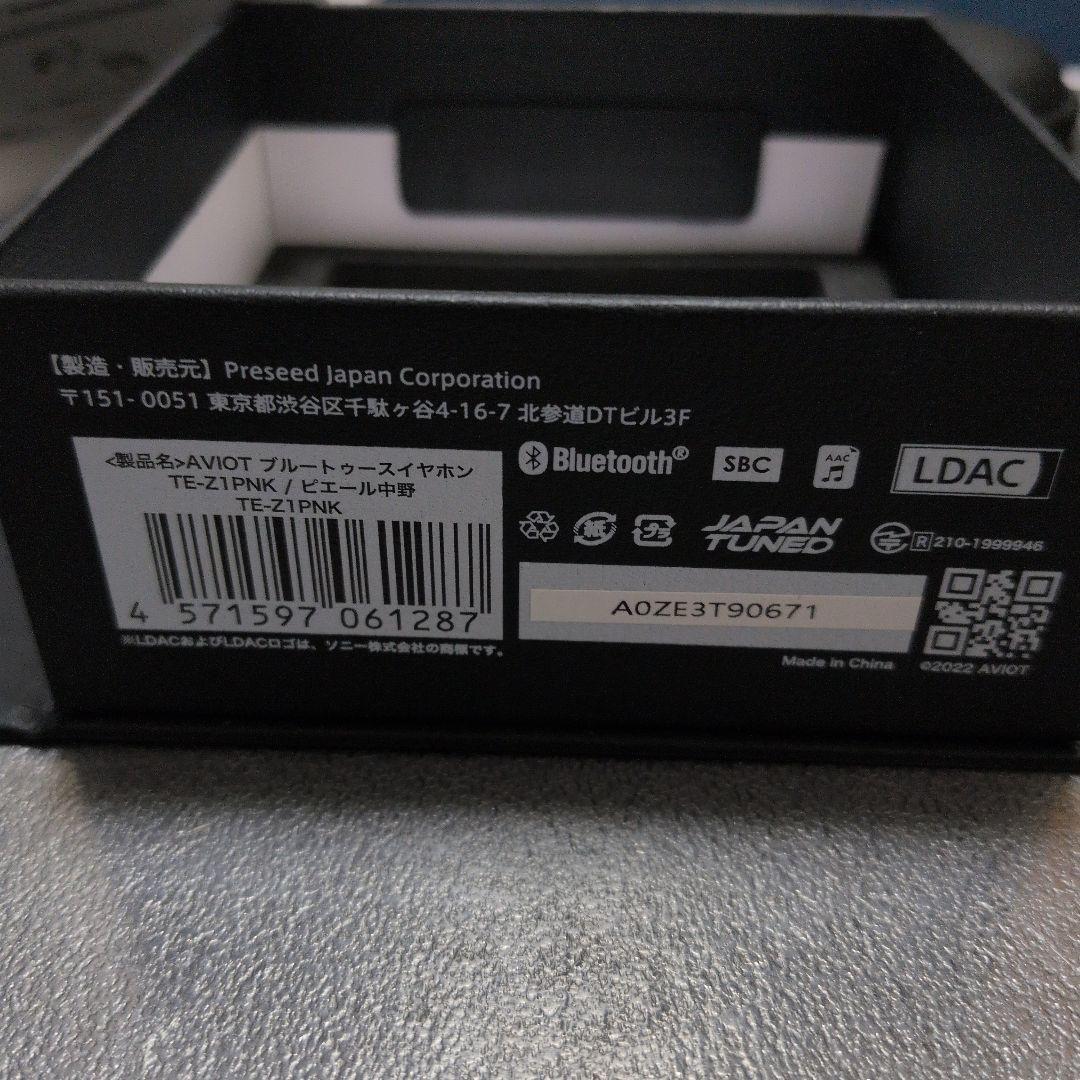 【製造・販売元】Preseed Japan Corporation
〒151- 0051 東京都渋谷区千駄ヶ谷4-16-7 北参道DTビル3F
<製品名>AVIOT ブルートゥースイヤホン
TE-Z1PNK / ピエール中野
TE-Z1PNK
4 571597 061287
※LDACおよびLDACロゴは、ソニー株式会社の商標です。
Bluetooth® SBC AAC LDAC
紙 プラ JAPAN TUNED R 210-1999946
A0ZE3T90671
Made in China ©2022 AVIOT